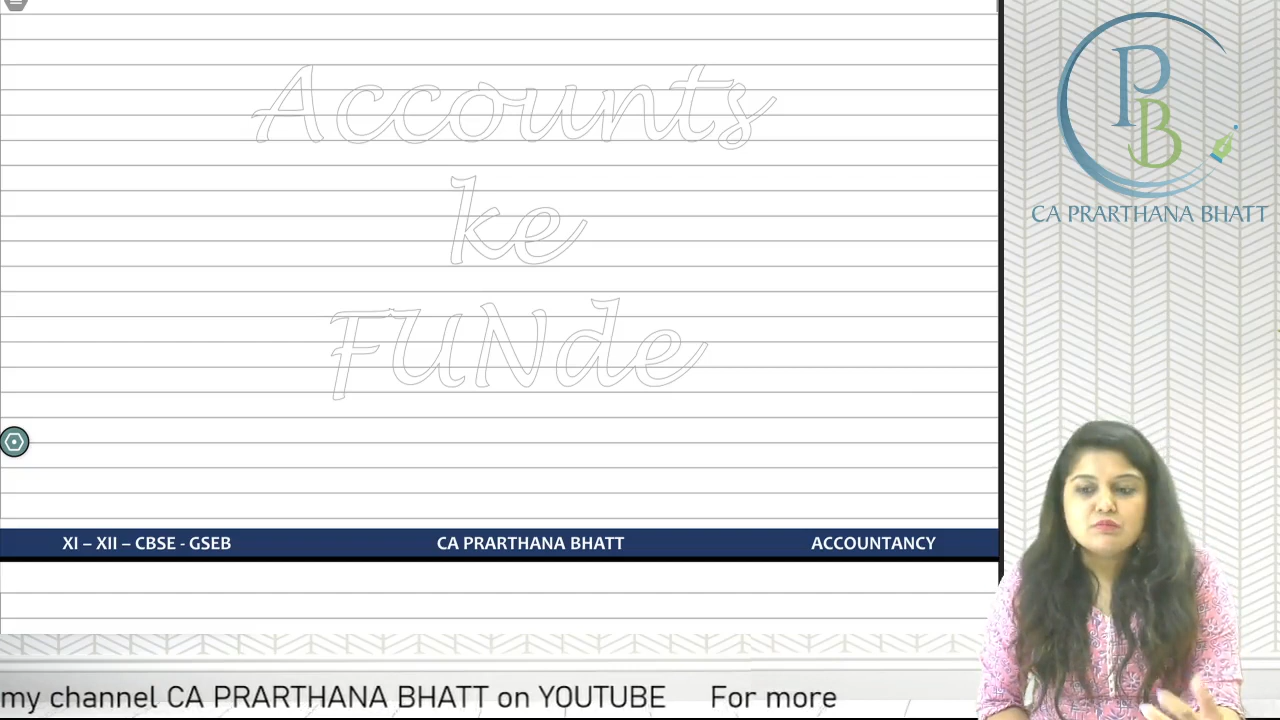 Accounts
ke
FUNde
XI – XII – CBSE - GSEB
CA PRARTHANA BHATT
ACCOUNTANCY
PB
CA PRARTHANA BHATT
my channel CA PRARTHANA BHATT on YOUTUBE For more